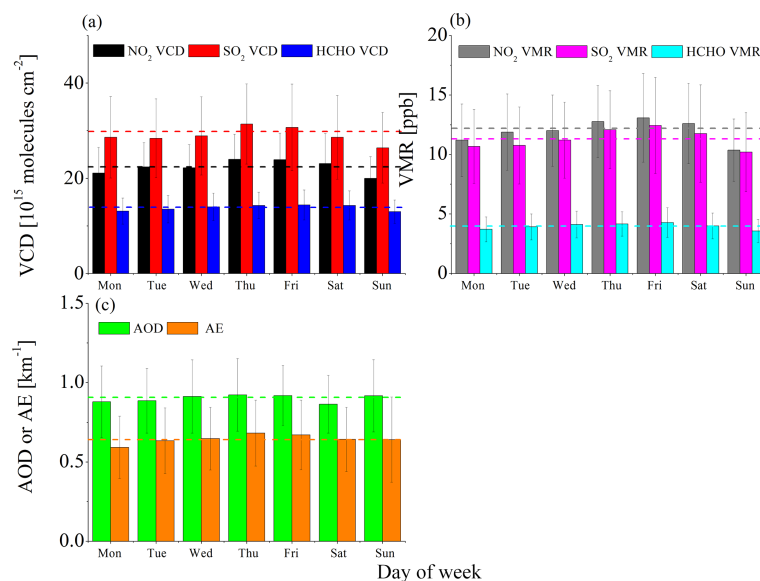 (a)
NO2 VCD SO2 VCD HCHO VCD
VCD [10^15 molecules cm^-2]
40
20
0
Mon Tue Wed Thu Fri Sat Sun
(b)
NO2 VMR SO2 VMR HCHO VMR
VMR [ppb]
20
15
10
5
0
Mon Tue Wed Thu Fri Sat Sun
(c)
AOD AE
AOD or AE [km^-1]
1.5
1.0
0.5
0.0
Mon Tue Wed Thu Fri Sat Sun
Day of week